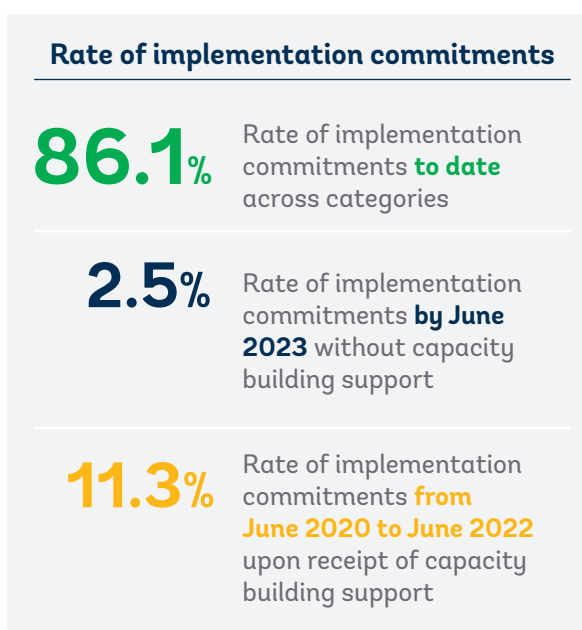 Rate of implementation commitments
86.1%
Rate of implementation
commitments to date
across categories
2.5%
Rate of implementation
commitments by June
2023 without capacity
building support
11.3%
Rate of implementation
commitments from
June 2020 to June 2022
upon receipt of capacity
building support